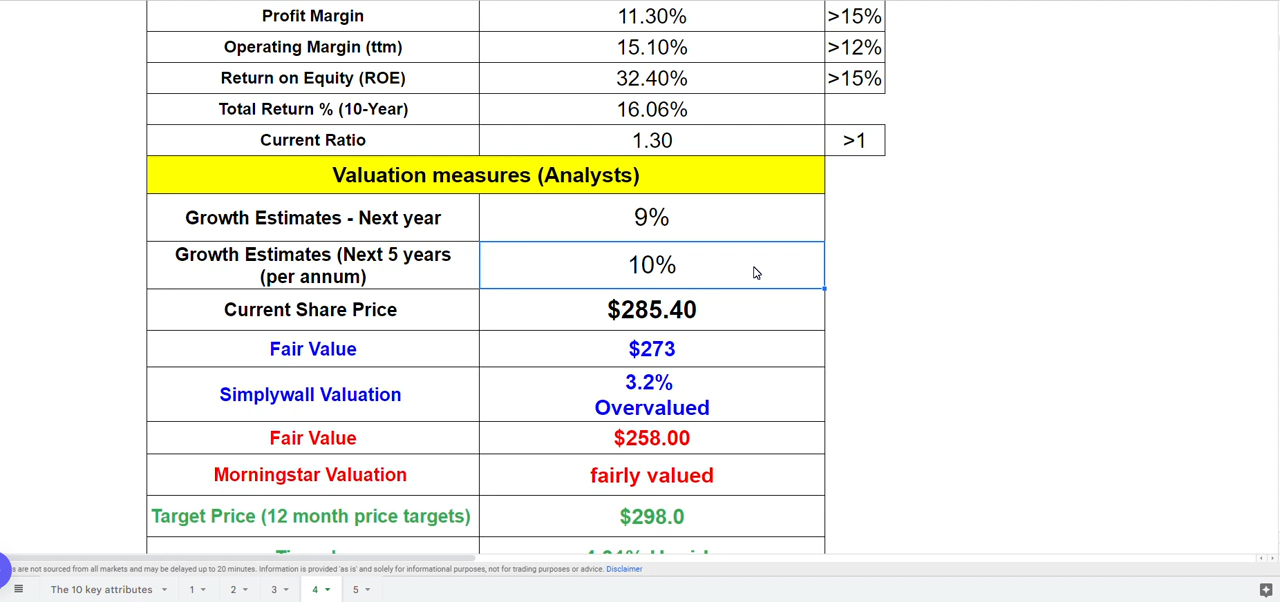 Profit Margin 11.30% >15%
Operating Margin (ttm) 15.10% >12%
Return on Equity (ROE) 32.40% >15%
Total Return % (10-Year) 16.06%
Current Ratio 1.30 >1
Valuation measures (Analysts)
Growth Estimates - Next year 9%
Growth Estimates (Next 5 years
(per annum) 10%
Current Share Price $285.40
Fair Value $273
Simplywall Valuation 3.2%
Overvalued
Fair Value $258.00
Morningstar Valuation fairly valued
Target Price (12 month price targets) $298.0
are not sourced from all markets and may be delayed up to 20 minutes. Information is provided 'as is' and solely for informational purposes, not for trading purposes or advice. Disclaimer
The 10 key attributes 1 2 3 4 5